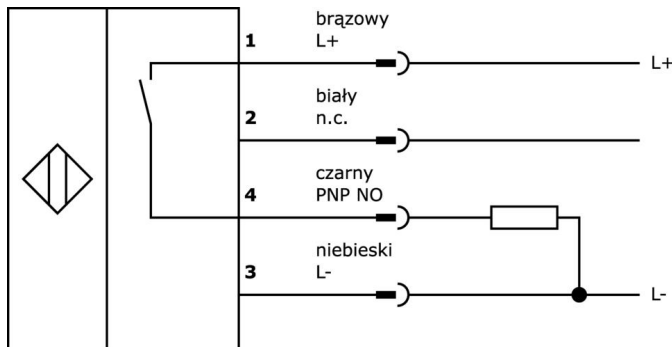 brązowy
1 L+ L+
biały
2 n.c.
czarny
4 PNP NO
niebieski
3 L- L-